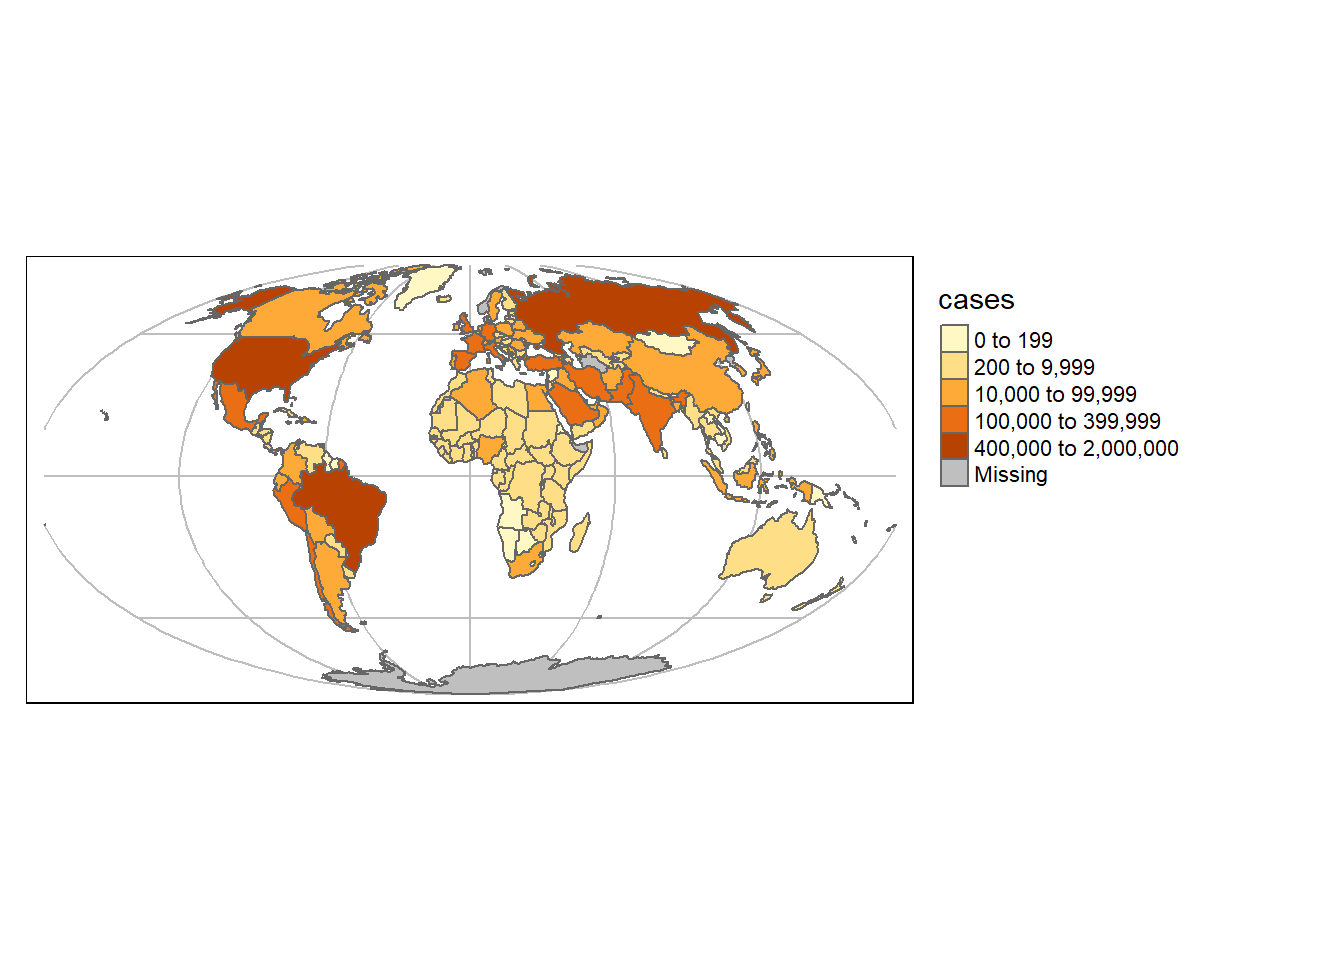 cases
0 to 199
200 to 9,999
10,000 to 99,999
100,000 to 399,999
400,000 to 2,000,000
Missing